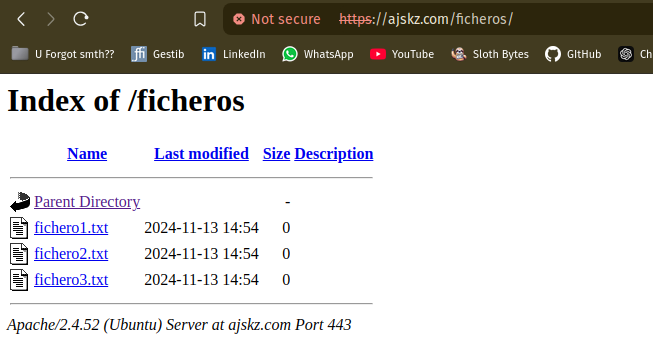 Not secure https://ajskz.com/ficheros/
U Forgot smth?? Gestib LinkedIn WhatsApp YouTube Sloth Bytes GitHub Ch
Index of /ficheros
Name Last modified Size Description
Parent Directory -
fichero1.txt 2024-11-13 14:54 0
fichero2.txt 2024-11-13 14:54 0
fichero3.txt 2024-11-13 14:54 0
Apache/2.4.52 (Ubuntu) Server at ajskz.com Port 443